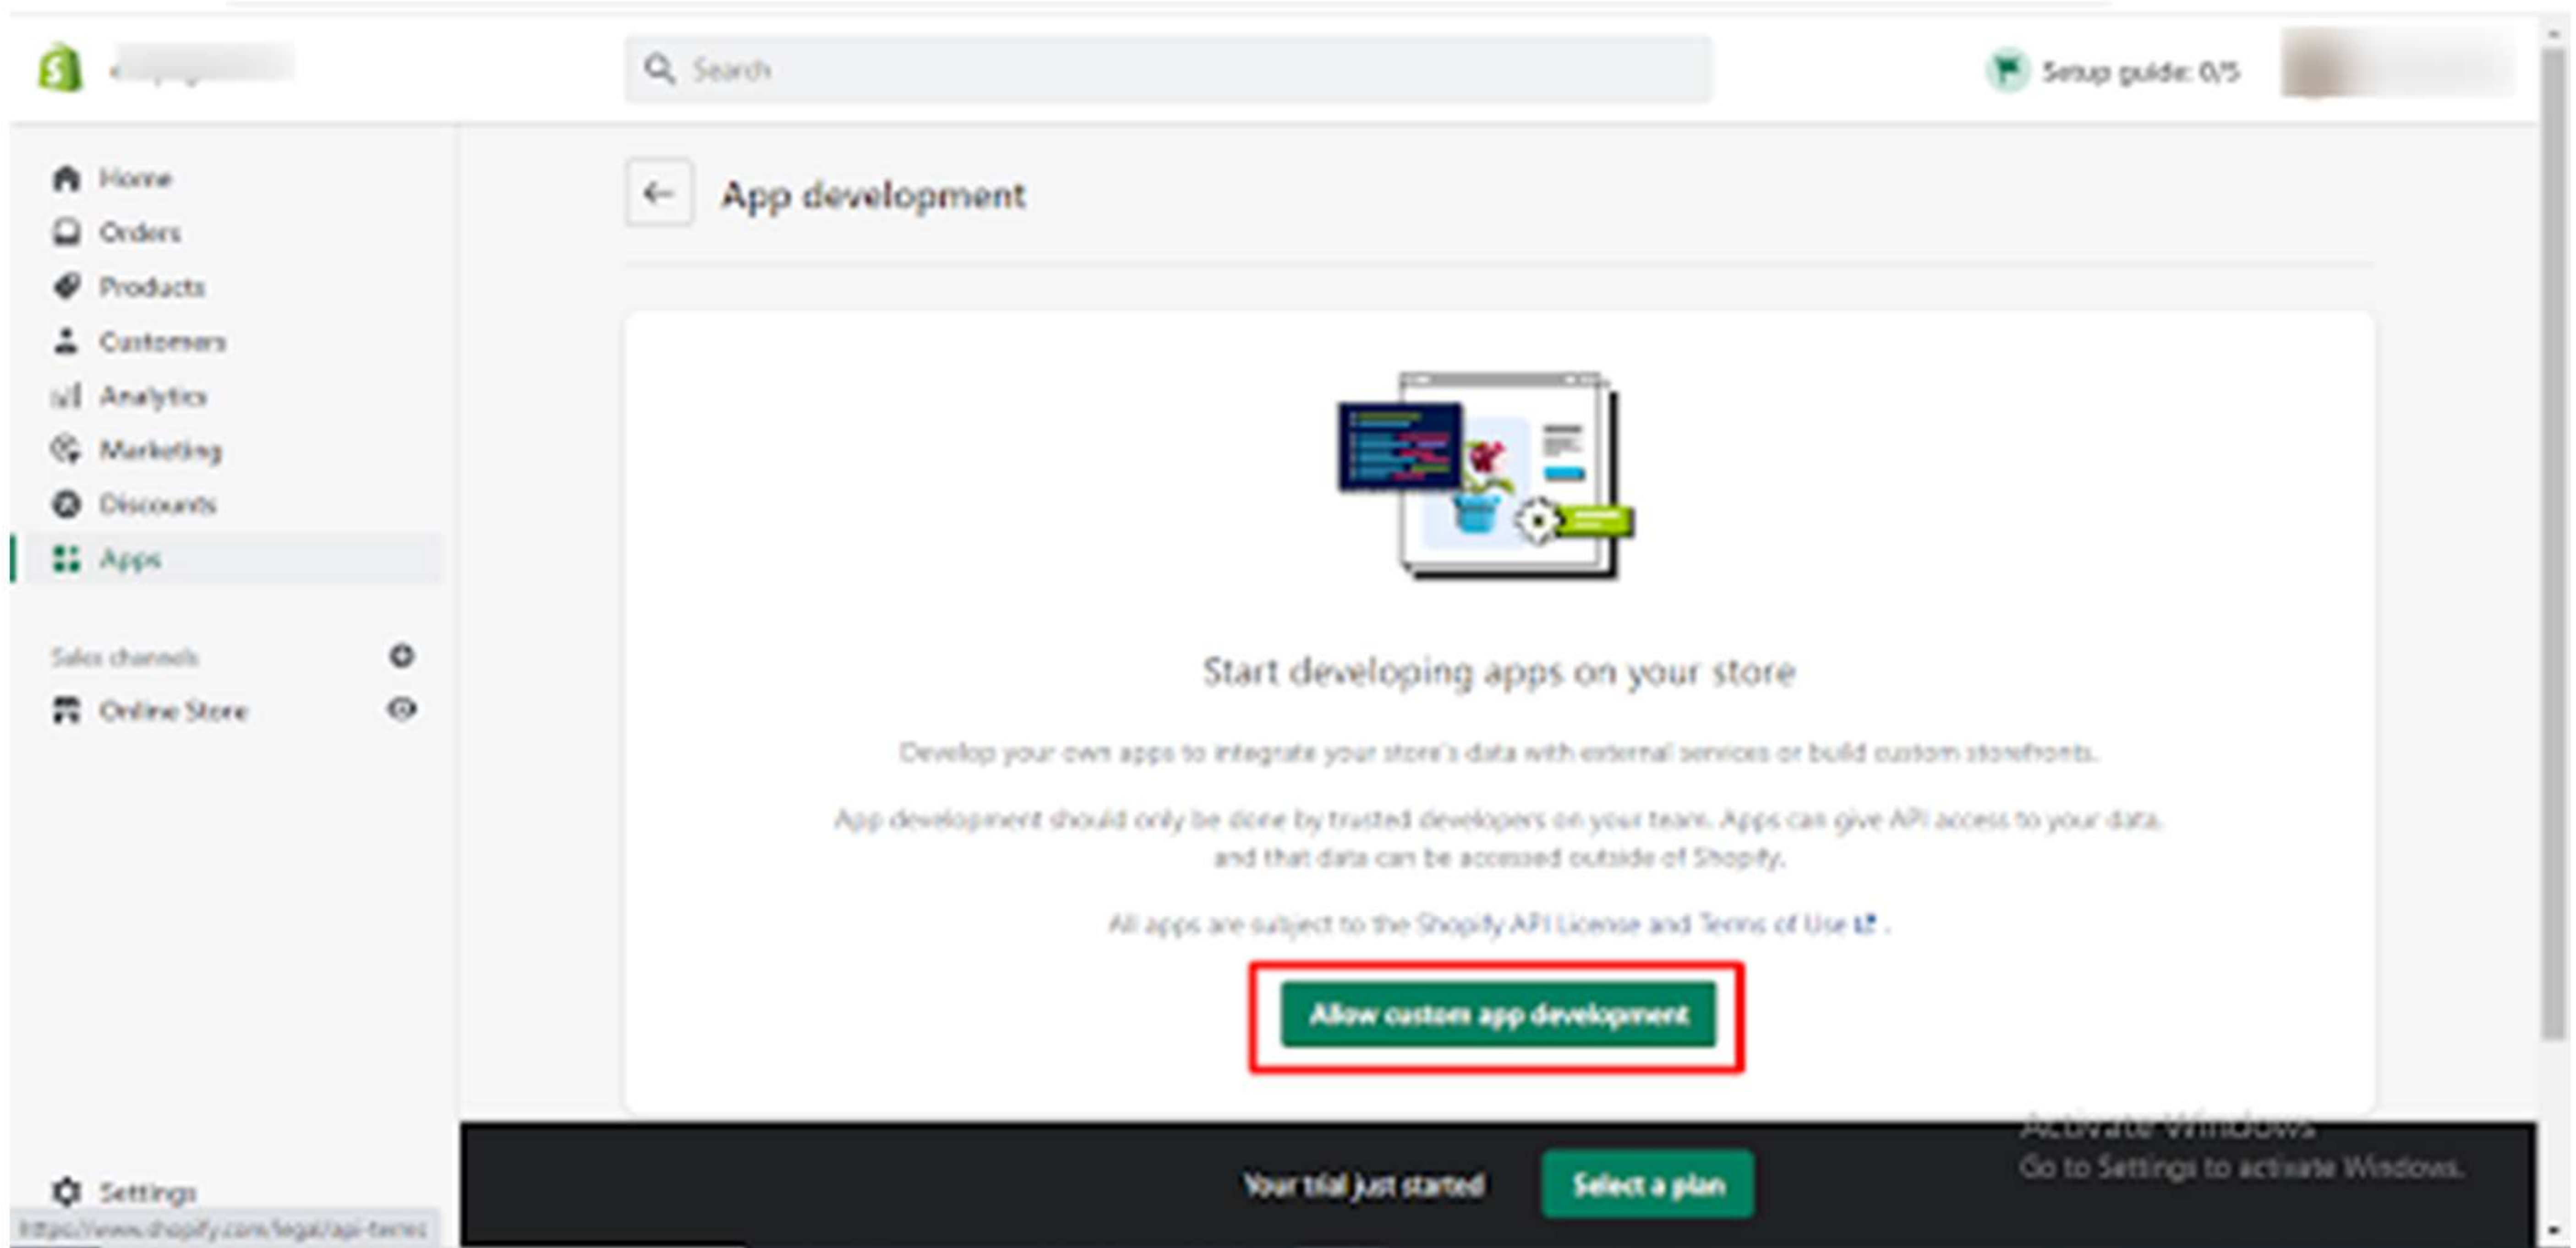 Search
Setup guide: 0/5
Home
Orders
Products
Customers
Analytics
Marketing
Discounts
Apps
Sales channels
Online Store
Settings
https://www.shopify.com/legal/api-terms
App development
Start developing apps on your store
Develop your own apps to integrate your store's data with external services or build custom storefronts.
App development should only be done by trusted developers on your team. Apps can give API access to your data,
and that data can be accessed outside of Shopify.
All apps are subject to the Shopify API License and Terms of Use .
Allow custom app development
Your trial just started
Select a plan
Activate Windows
Go to Settings to activate Windows.